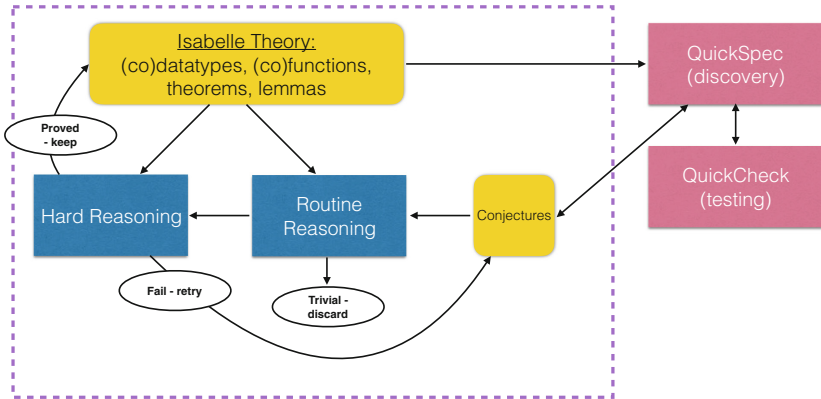 Isabelle Theory:
(co)datatypes, (co)functions,
theorems, lemmas
QuickSpec
(discovery)
Proved
- keep
QuickCheck
(testing)
Hard Reasoning
Routine
Reasoning
Conjectures
Fail - retry
Trivial -
discard